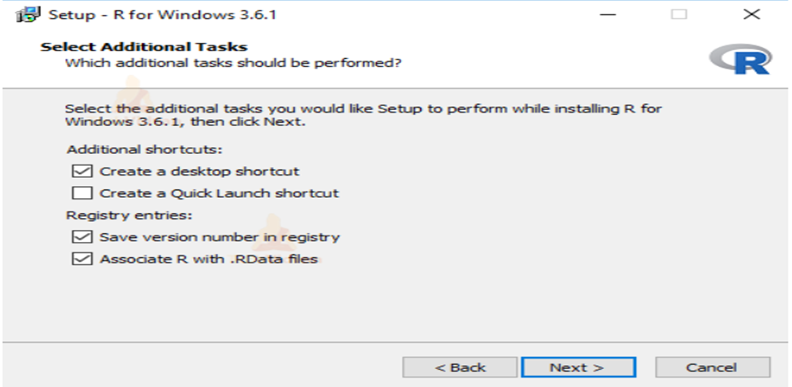 Setup - R for Windows 3.6.1
Select Additional Tasks
Which additional tasks should be performed?
R
Select the additional tasks you would like Setup to perform while installing R for
Windows 3.6.1, then click Next.
Additional shortcuts:
Create a desktop shortcut
Create a Quick Launch shortcut
Registry entries:
Save version number in registry
Associate R with .RData files
< Back Next > Cancel